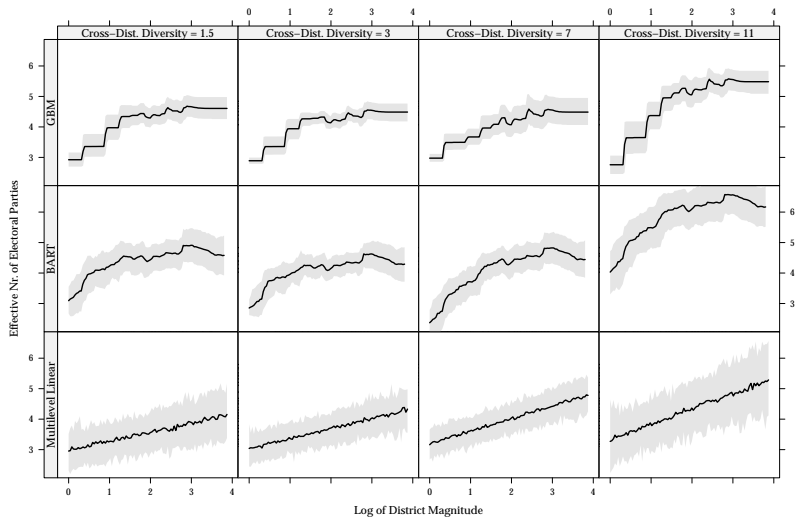 0 1 2 3 4 0 1 2 3 4
Cross−Dist. Diversity = 1.5 Cross−Dist. Diversity = 3 Cross−Dist. Diversity = 7 Cross−Dist. Diversity = 11
GBM
6
5
4
3
BART
6
5
4
3
Multilevel Linear
6
5
4
3
Effective Nr. of Electoral Parties
0 1 2 3 4 0 1 2 3 4
Log of District Magnitude